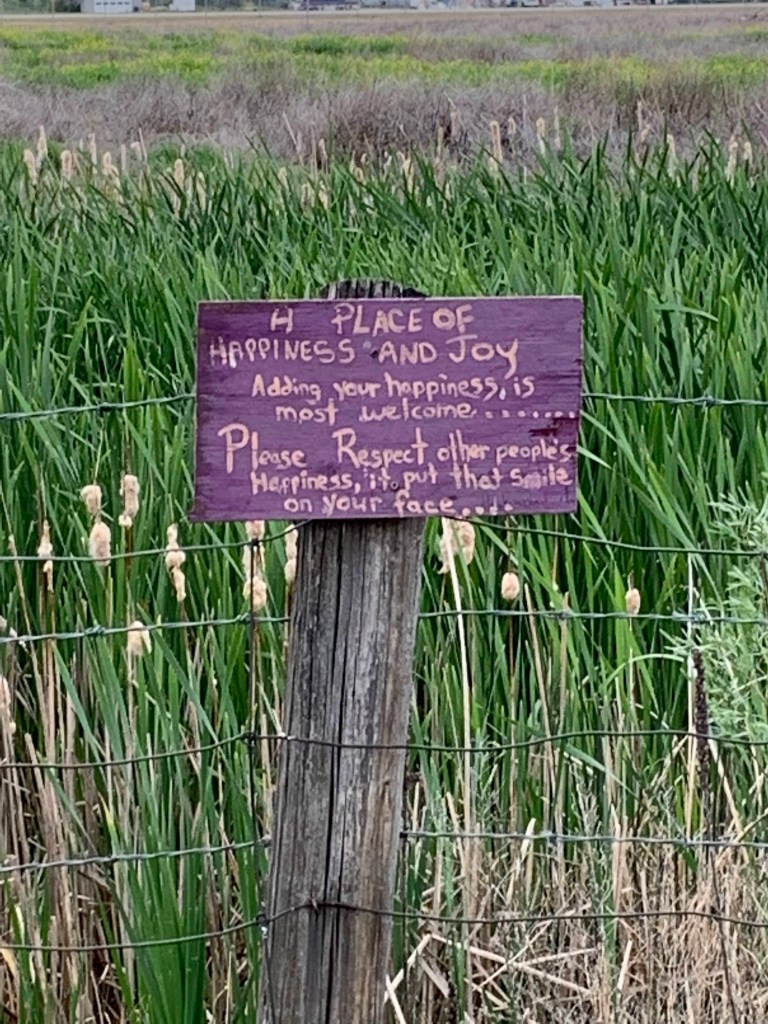 A PLACE OF
HAPPINESS AND JOY
Adding your happiness, is
most welcome.......
Please Respect other people's
Happiness, it put that Smile
on your face....